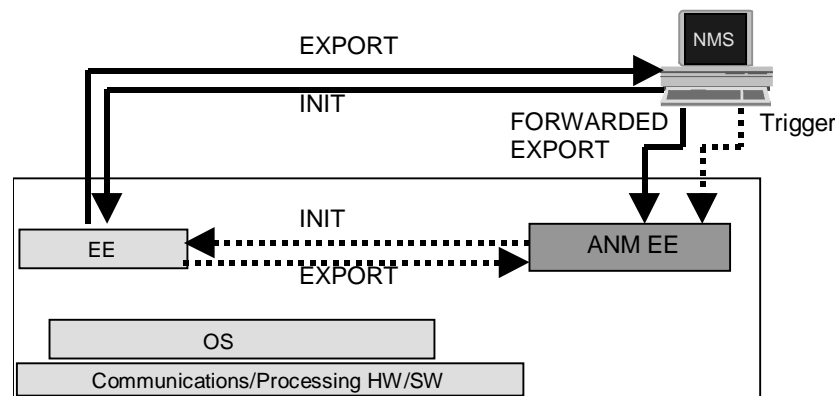 EXPORT
NMS
INIT
FORWARDED
EXPORT
Trigger
INIT
EE
ANM EE
EXPORT
OS
Communications/Processing HW/SW